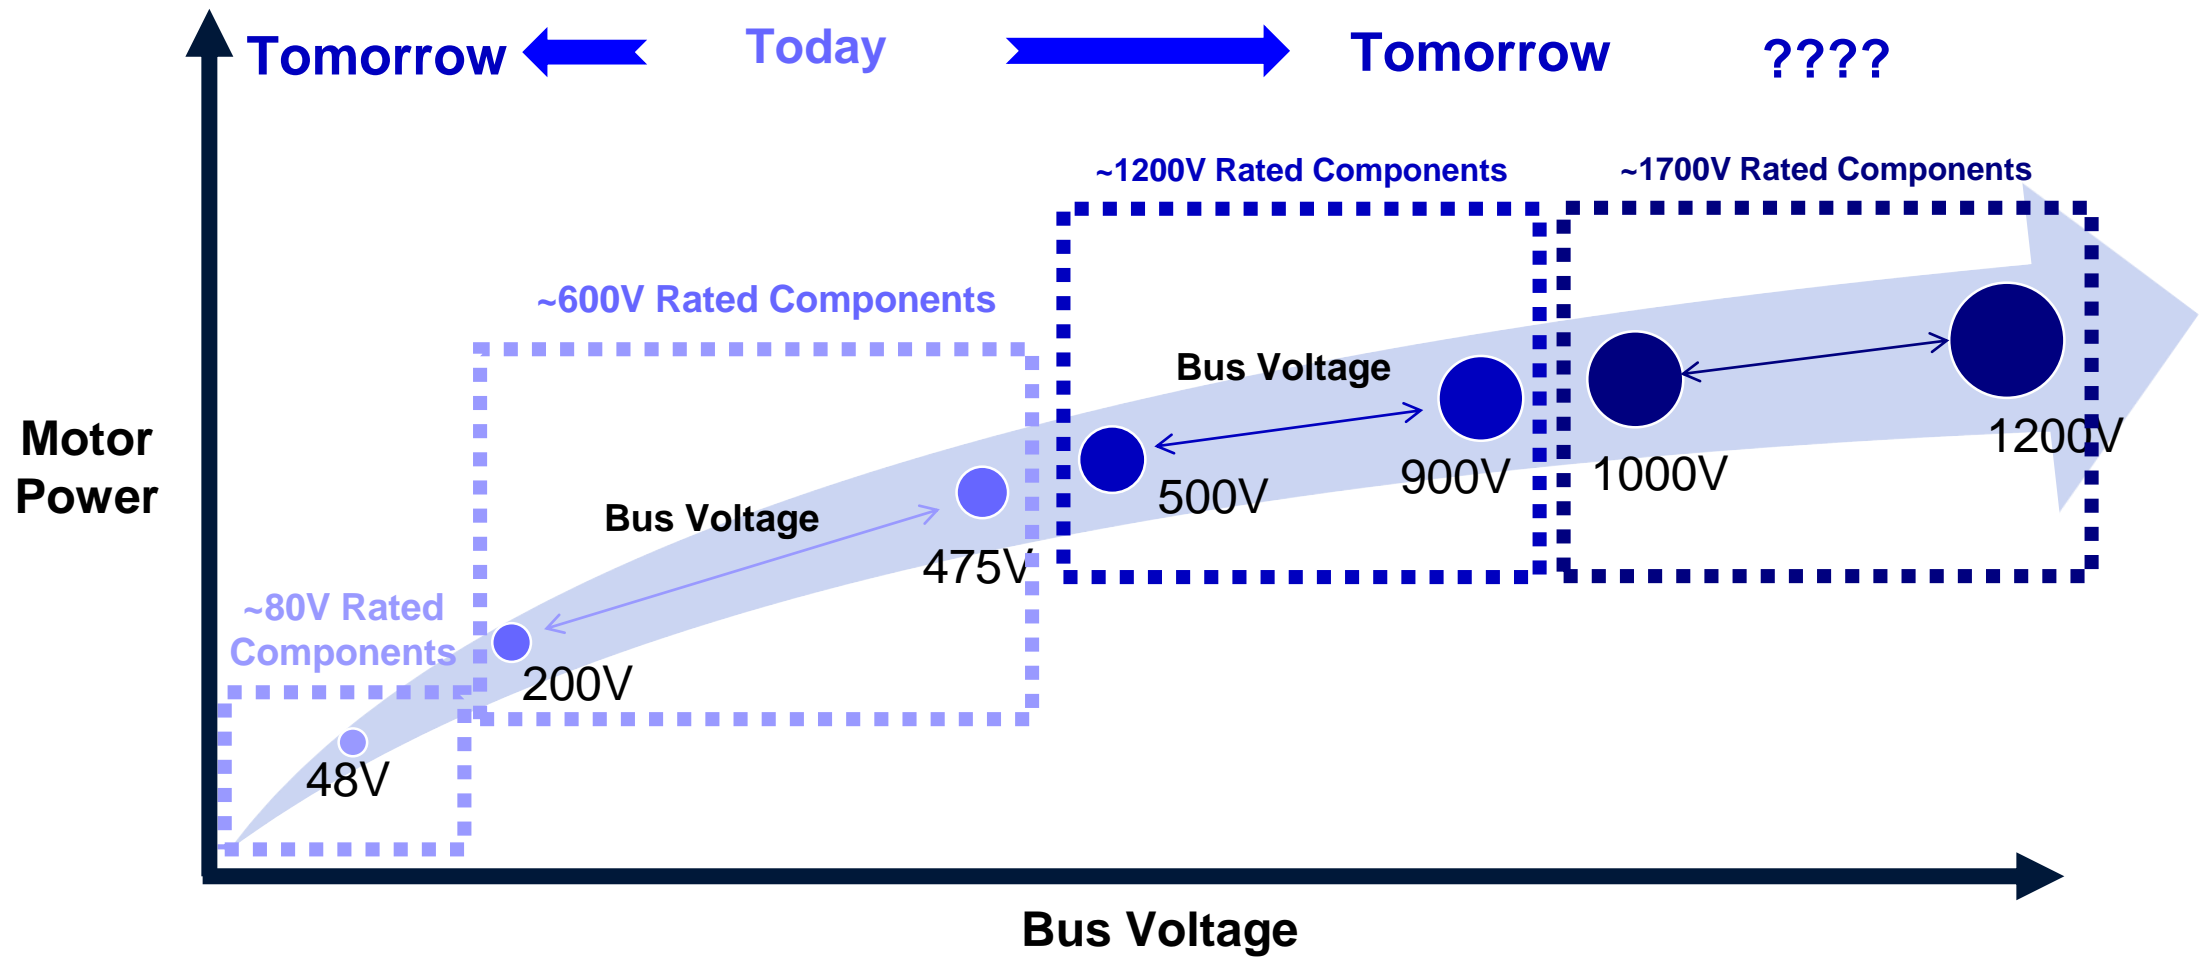 Tomorrow
Today
Tomorrow
????
~1200V Rated Components
~1700V Rated Components
~600V Rated Components
Bus Voltage
Motor
Power
1200V
900V
1000V
500V
Bus Voltage
475V
~80V Rated
Components
200V
48V
Bus Voltage